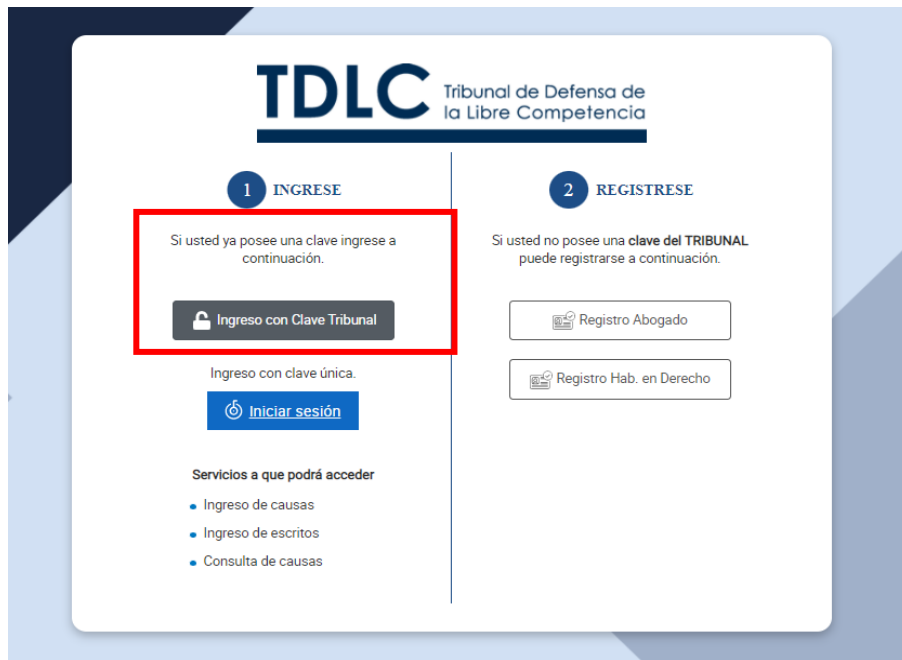 TDLC
Tribunal de Defensa de
la Libre Competencia
1 INGRESE
Si usted ya posee una clave ingrese a
continuación.
Ingreso con Clave Tribunal
Ingreso con clave única.
Iniciar sesión
Servicios a que podrá acceder
Ingreso de causas
Ingreso de escritos
Consulta de causas
2 REGISTRESE
Si usted no posee una clave del TRIBUNAL
puede registrarse a continuación.
Registro Abogado
Registro Hab. en Derecho